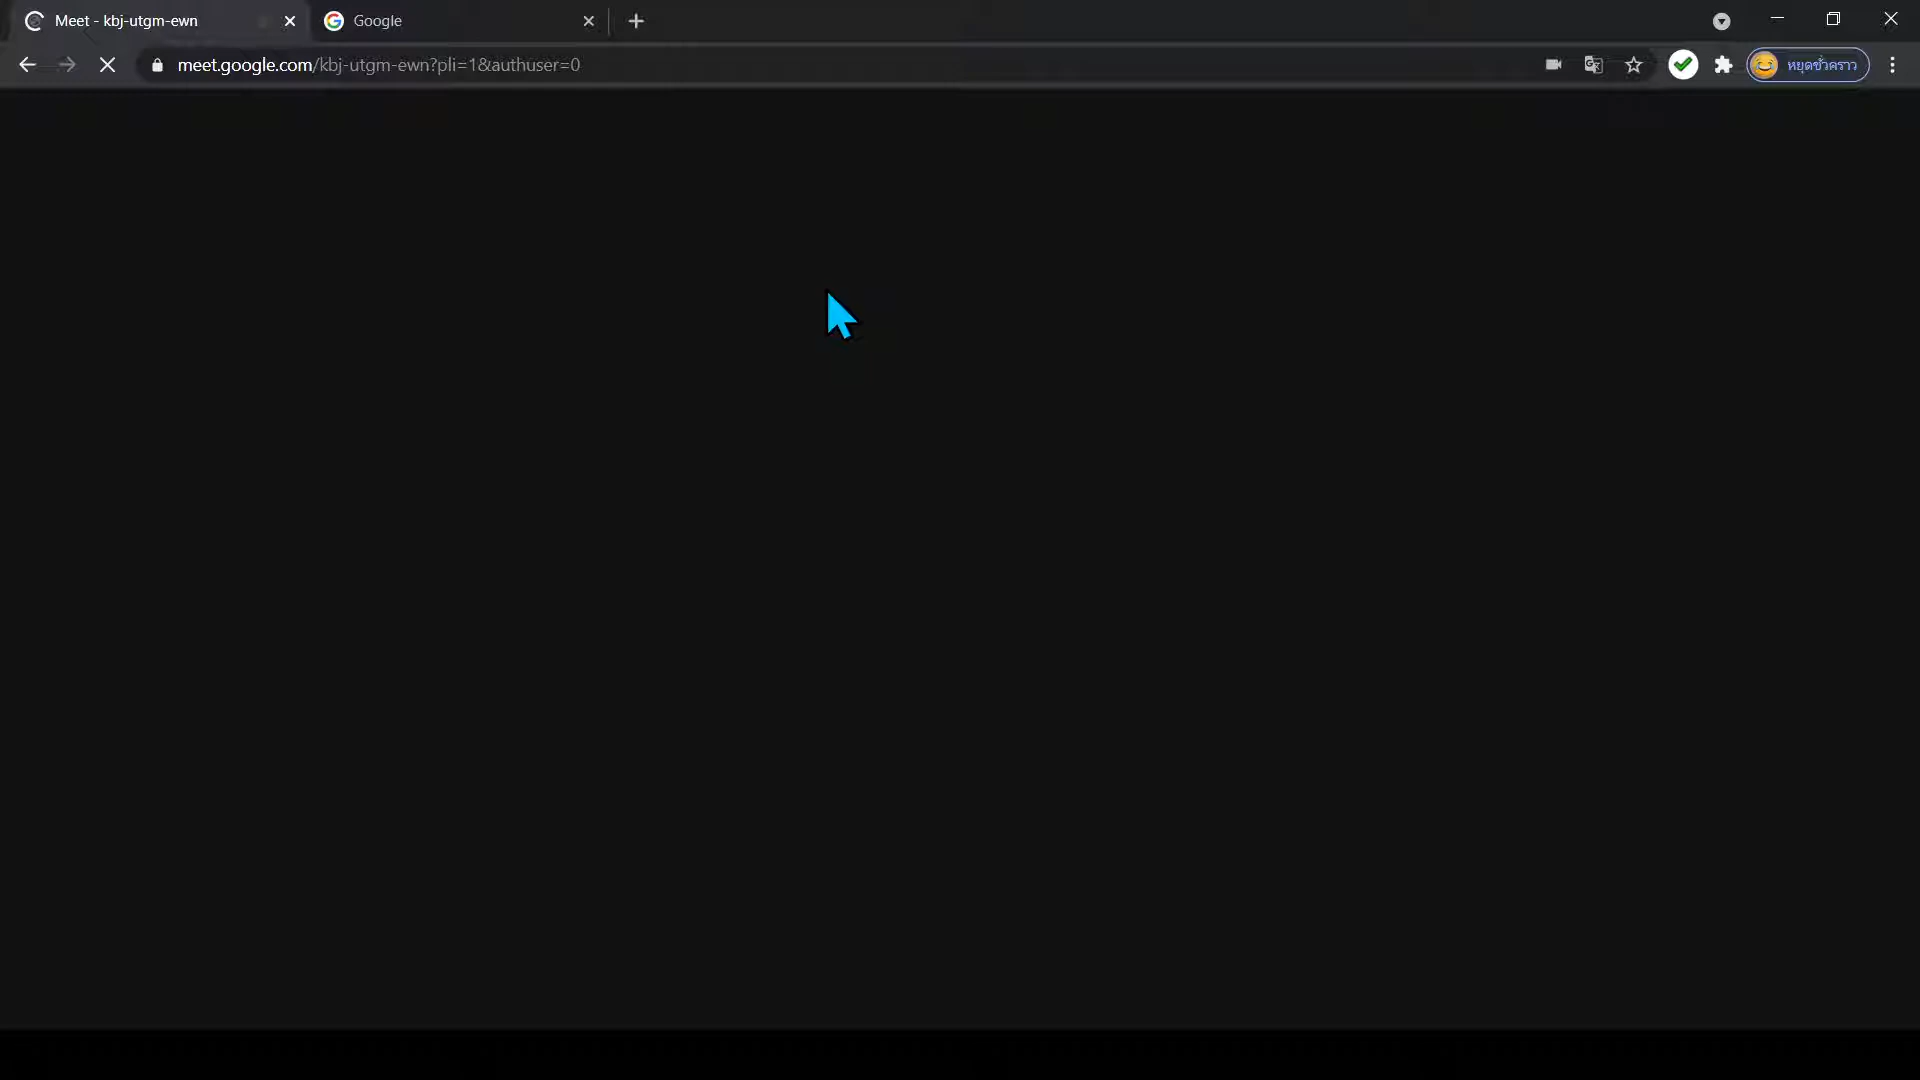 Meet - kbj-utgm-ewn
Google
meet.google.com/kbj-utgm-ewn?pli=1&authuser=0
หยุดชั่วคราว